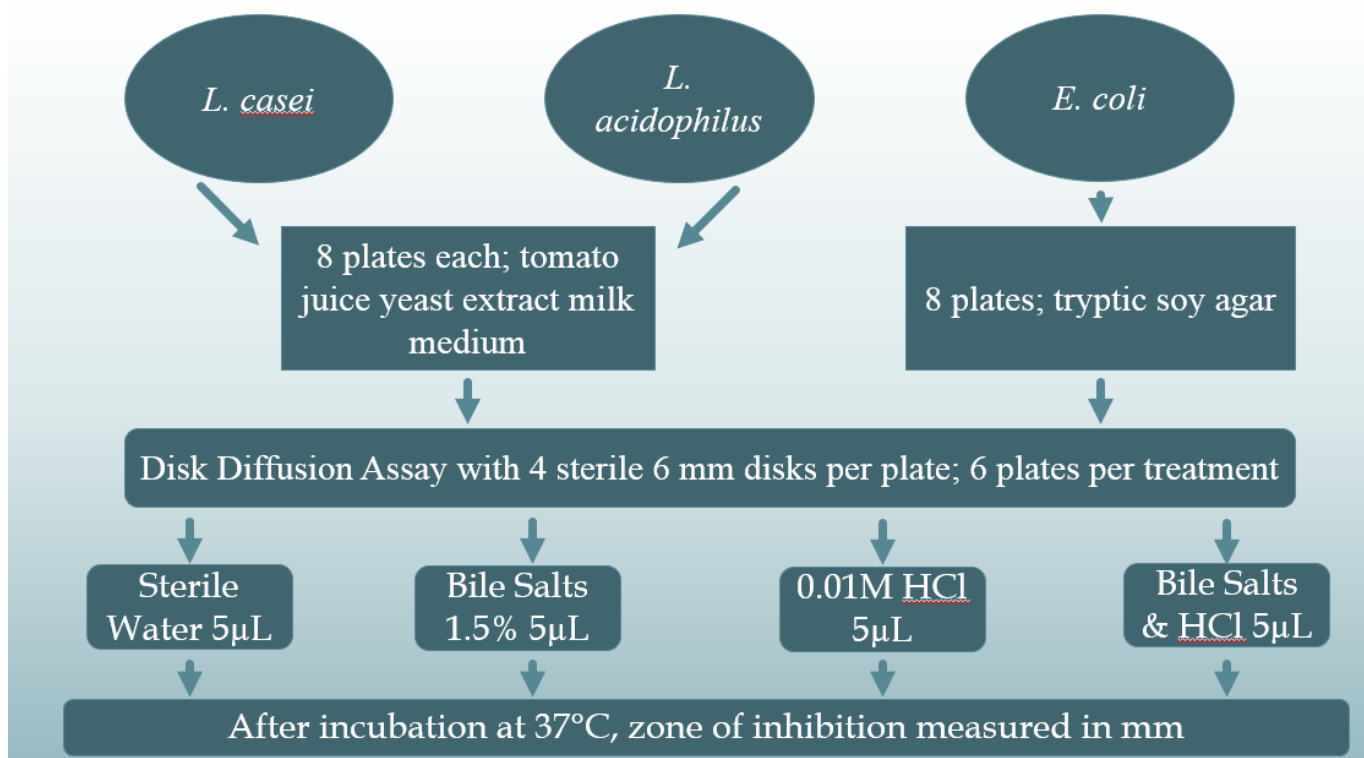 L. casei
L.
acidophilus
E. coli
8 plates each; tomato
juice yeast extract milk
medium
8 plates; tryptic soy agar
Disk Diffusion Assay with 4 sterile 6 mm disks per plate; 6 plates per treatment
Sterile
Water 5µL
Bile Salts
1.5% 5µL
0.01M HCl
5µL
Bile Salts
& HCl 5µL
After incubation at 37°C, zone of inhibition measured in mm